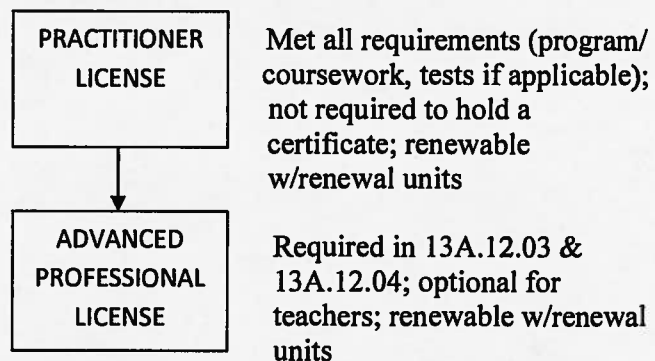 PRACTITIONER
LICENSE
Met all requirements (program/
coursework, tests if applicable);
not required to hold a
certificate; renewable
w/renewal units
ADVANCED
PROFESSIONAL
LICENSE
Required in 13A.12.03 &
13A.12.04; optional for
teachers; renewable w/renewal
units